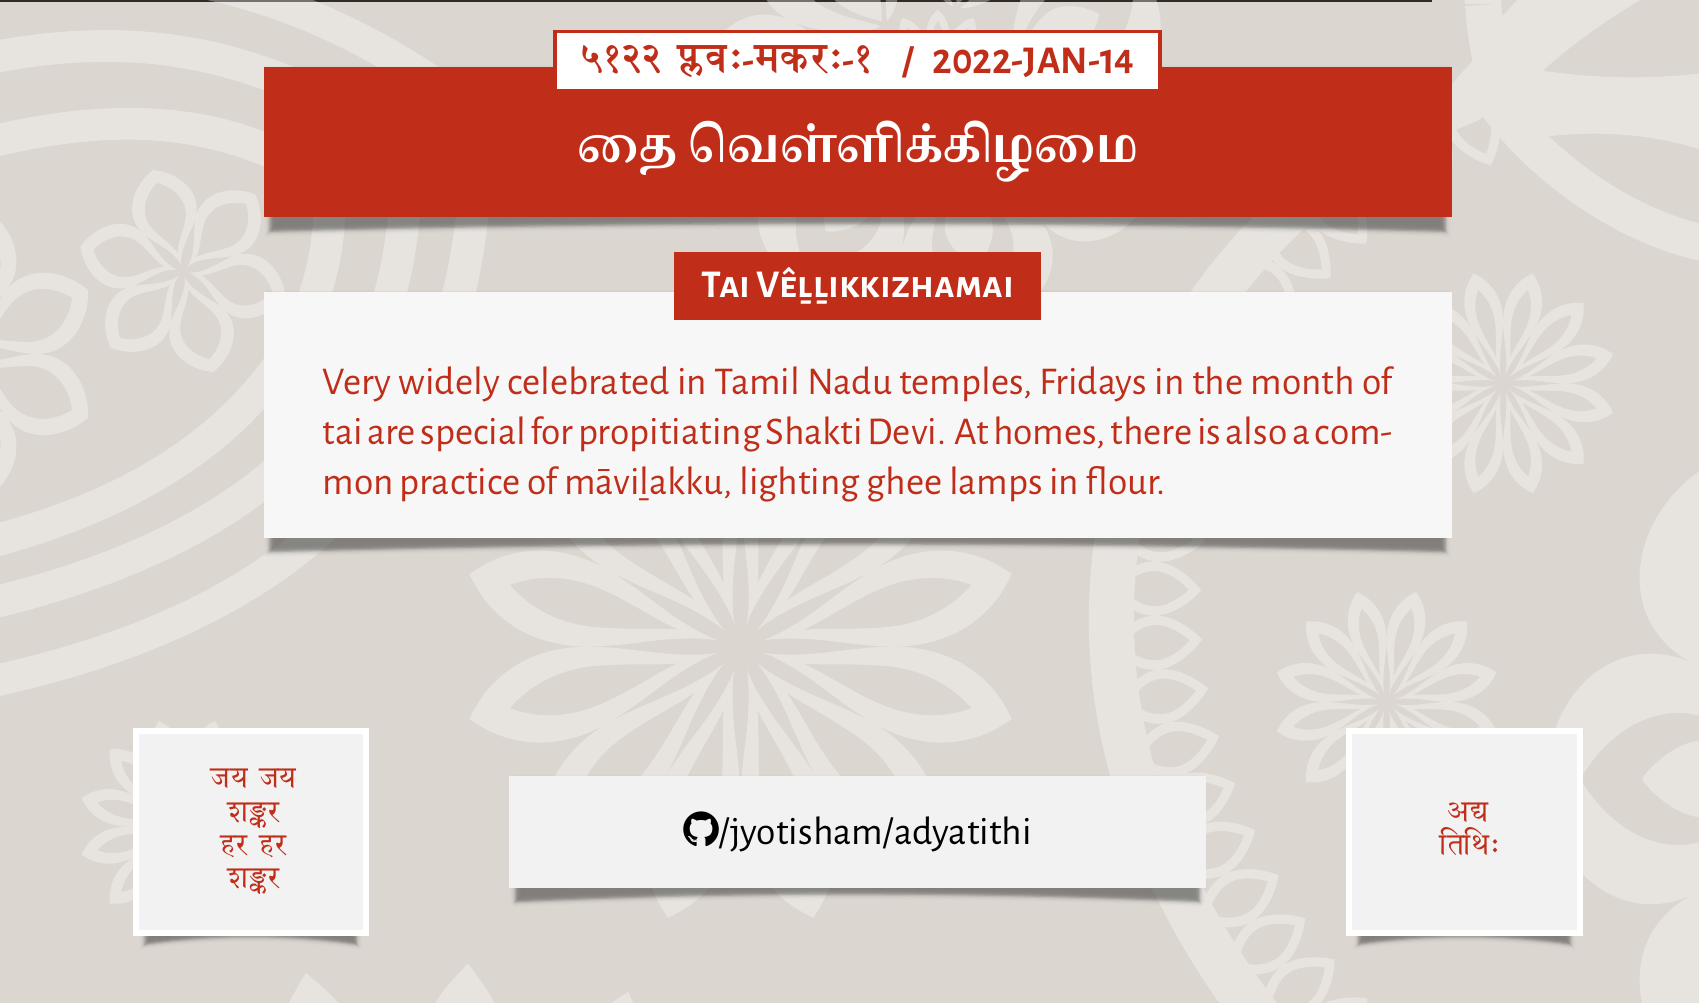 ५१२२ प्लवः-मकरः-१ / 2022-JAN-14
தை வெள்ளிக்கிழமை
Tai Vêḻḻikkizhamai
Very widely celebrated in Tamil Nadu temples, Fridays in the month of
tai are special for propitiating Shakti Devi. At homes, there is also a com-
mon practice of māviḻakku, lighting ghee lamps in flour.
जय जय
शङ्कर
हर हर
शङ्कर
/jyotisham/adyatithi
अद्य
तिथिः